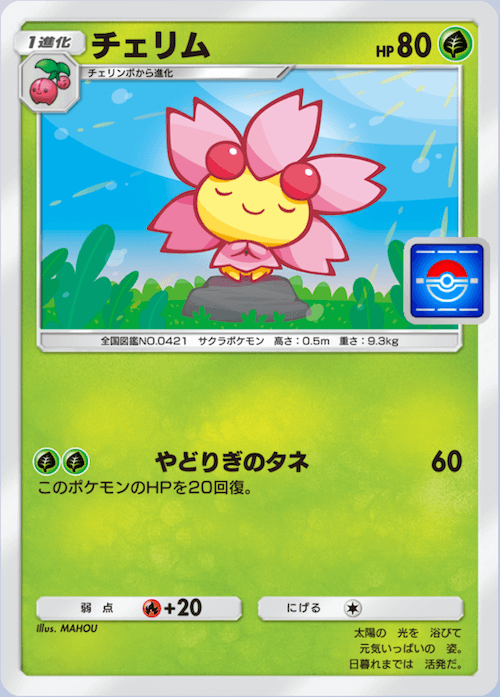 1進化
チェリム
HP80
チェリンボから進化
全国図鑑NO.0421 サクラポケモン 高さ:0.5m 重さ:9.3kg
やどりぎのタネ 60
このポケモンのHPを20回復。
弱点 +20 にげる
illus. MAHOU
太陽の 光を 浴びて
元気いっぱいの 姿。
日暮れまでは 活発だ。